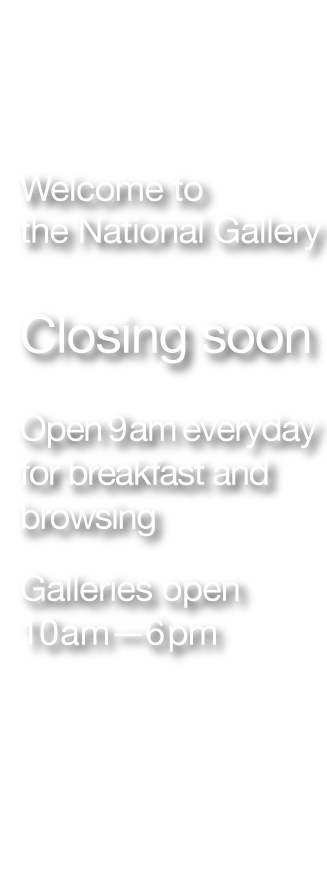 Welcome to
the National Gallery
Closing soon
Open 9am everyday
for breakfast and
browsing
Galleries open
10am—6pm